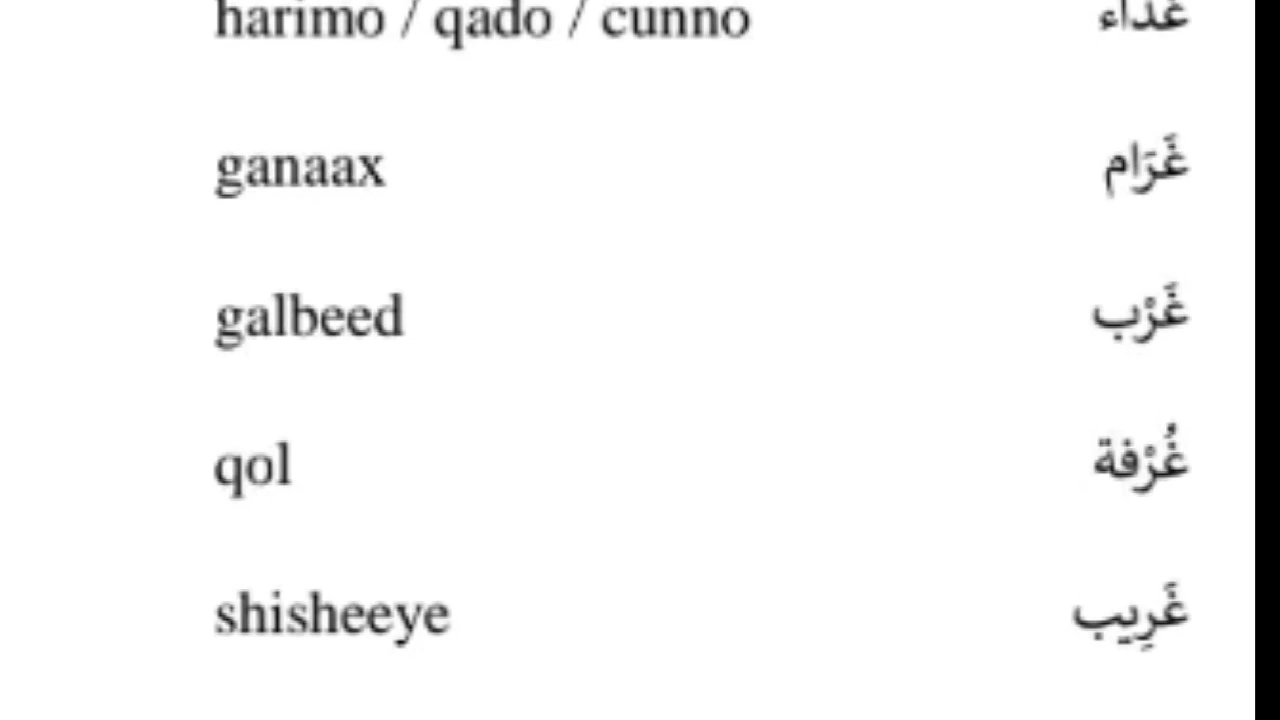 harimo / qado / cunno غداء
ganaax غَرَام
galbeed غَرْب
qol غُرْفة
shisheeye غَرِيب